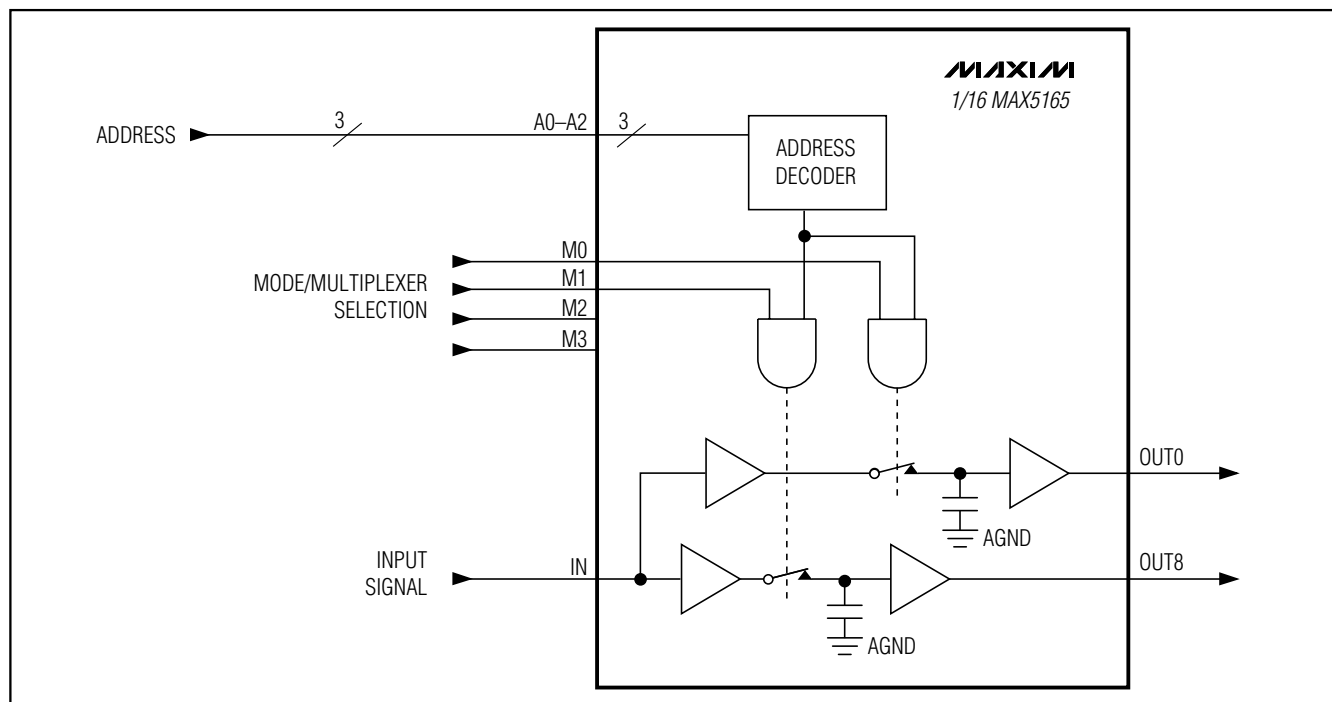 MAXIM
1/16 MAX5165
ADDRESS
3
A0–A2
3
ADDRESS
DECODER
MODE/MULTIPLEXER
SELECTION
M0
M1
M2
M3
OUT0
AGND
INPUT
SIGNAL
IN
OUT8
AGND